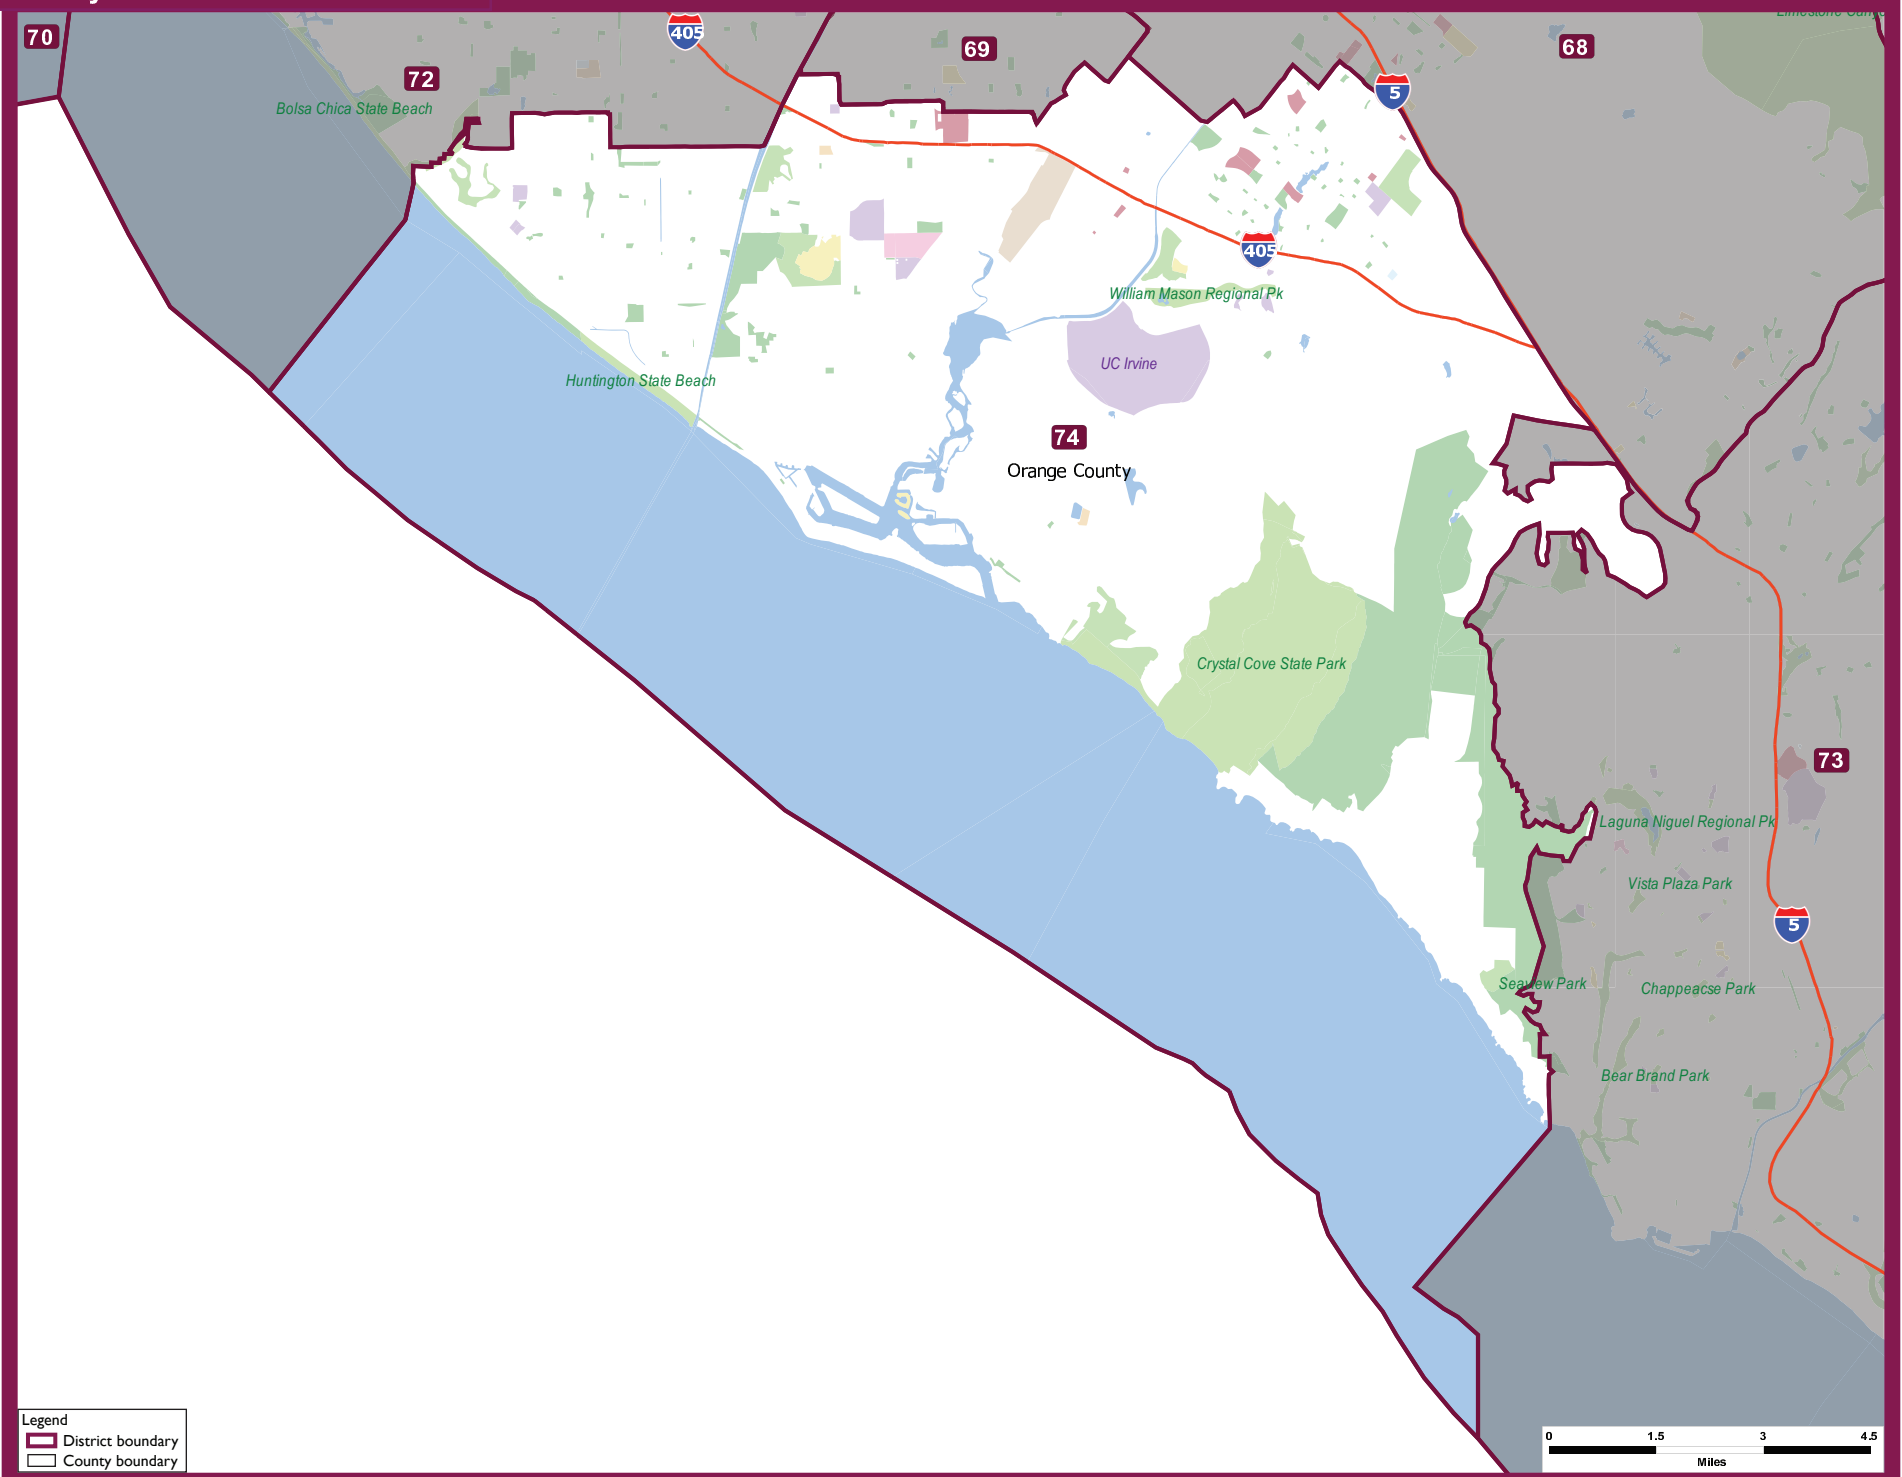 70
405
69
68
72
5
Bolsa Chica State Beach
405
William Mason Regional Pk
UC Irvine
Huntington State Beach
74
Orange County
Crystal Cove State Park
73
Laguna Niguel Regional Pk
Vista Plaza Park
5
Seaview Park
Chappeacse Park
Bear Brand Park
Legend
District boundary
County boundary
0 1.5 3 4.5
Miles